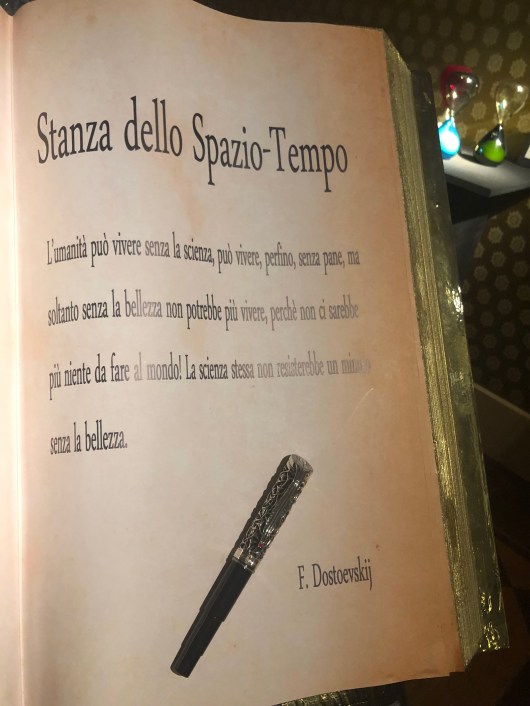 Stanza dello Spazio-Tempo
L'umanità può vivere senza la scienza, può vivere, perfino, senza pane, ma
soltanto senza la bellezza non potrebbe più vivere, perchè non ci sarebbe
più niente da fare al mondo! La scienza stessa non resisterebbe un minuto
senza la bellezza.
F. Dostoevskij